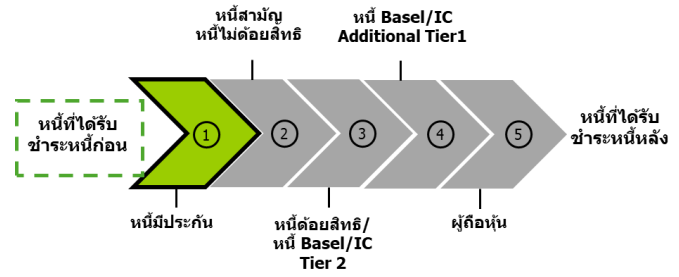 หนี้สามัญ
หนี้ไม่ด้อยสิทธิ
หนี้ Basel/IC
Additional Tier1
หนี้ที่ได้รับ
ชำระหนี้ก่อน
1
2
3
4
5
หนี้ที่ได้รับ
ชำระหนี้หลัง
หนี้มีประกัน
หนี้ด้อยสิทธิ/
หนี้ Basel/IC
Tier 2
ผู้ถือหุ้น